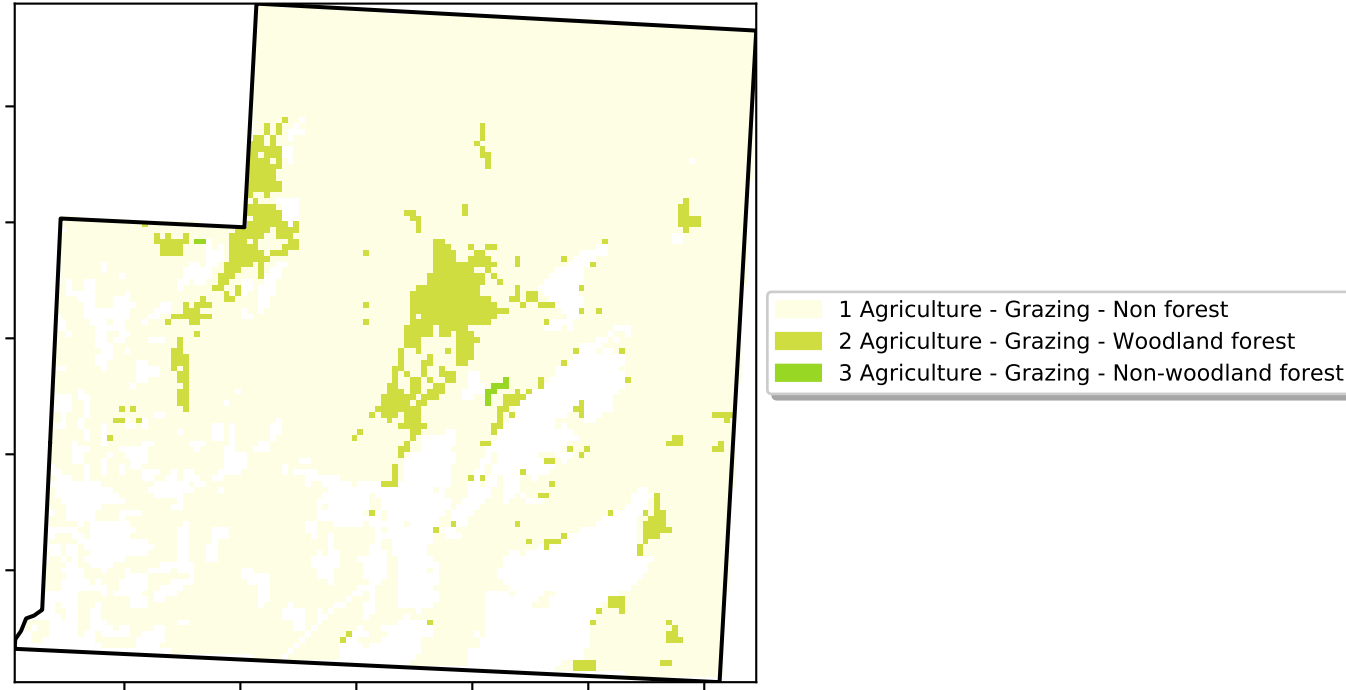 1 Agriculture - Grazing - Non forest
2 Agriculture - Grazing - Woodland forest
3 Agriculture - Grazing - Non-woodland forest